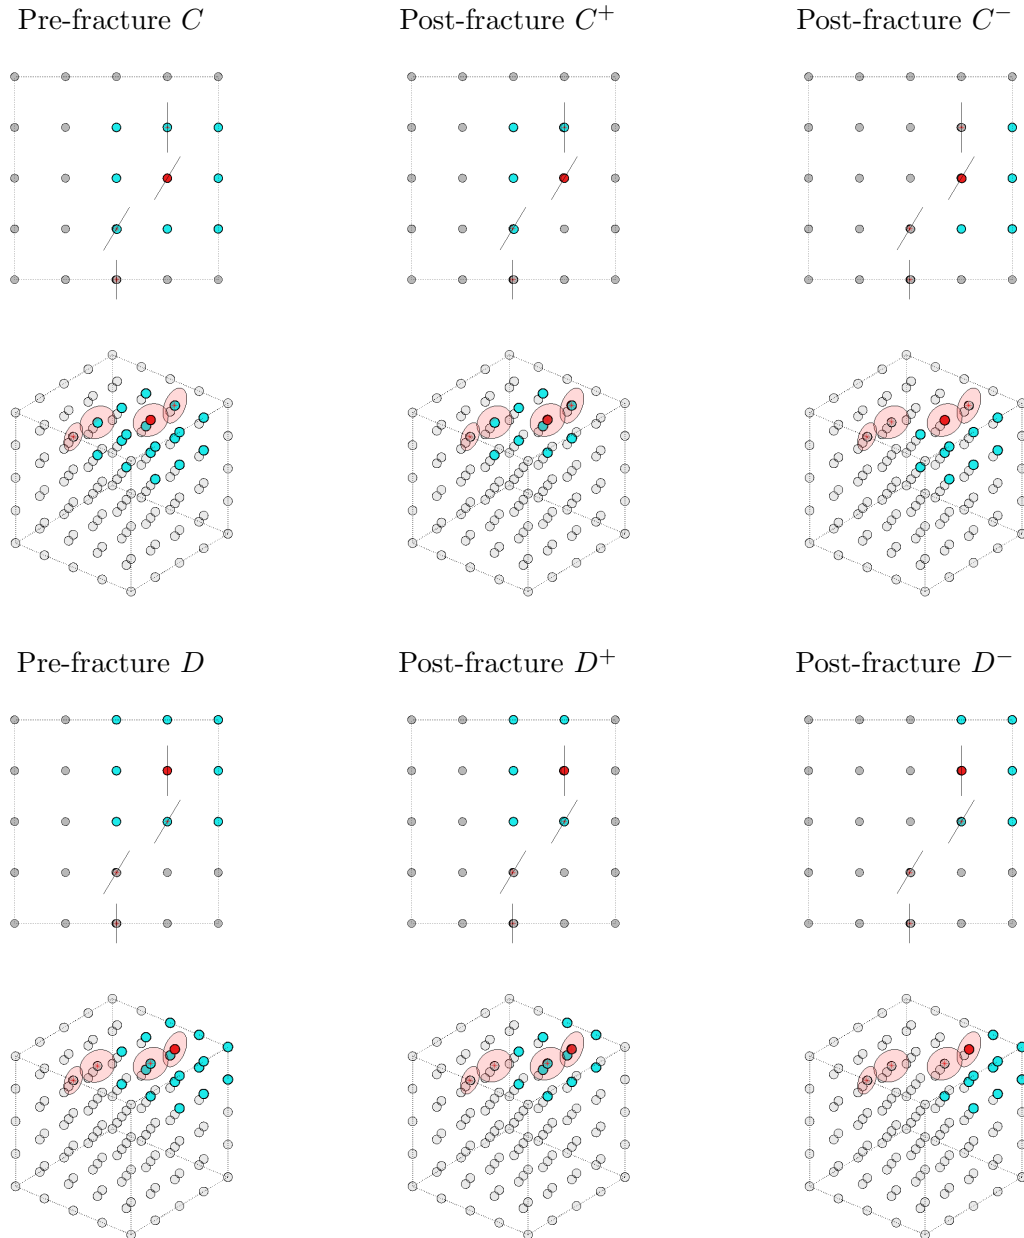 Pre-fracture C
Post-fracture C⁺
Post-fracture C⁻
Pre-fracture D
Post-fracture D⁺
Post-fracture D⁻